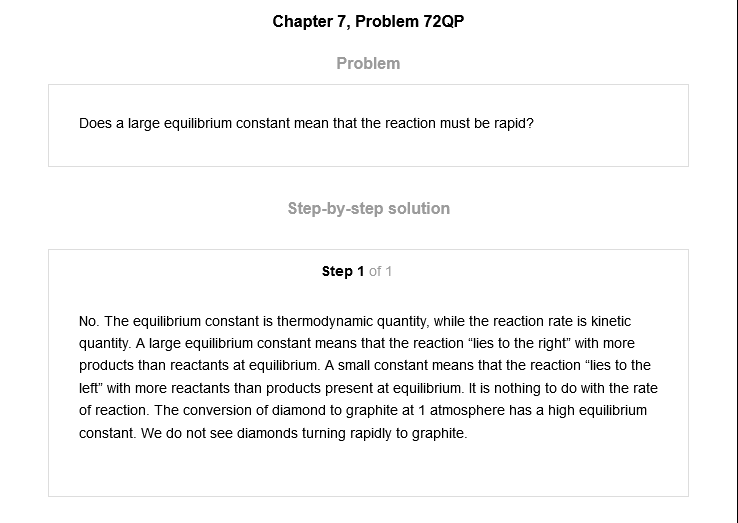 Chapter 7, Problem 72QP
Problem
Does a large equilibrium constant mean that the reaction must be rapid?
Step-by-step solution
Step 1 of 1
No. The equilibrium constant is thermodynamic quantity, while the reaction rate is kinetic
quantity. A large equilibrium constant means that the reaction “lies to the right” with more
products than reactants at equilibrium. A small constant means that the reaction “lies to the
left” with more reactants than products present at equilibrium. It is nothing to do with the rate
of reaction. The conversion of diamond to graphite at 1 atmosphere has a high equilibrium
constant. We do not see diamonds turning rapidly to graphite.